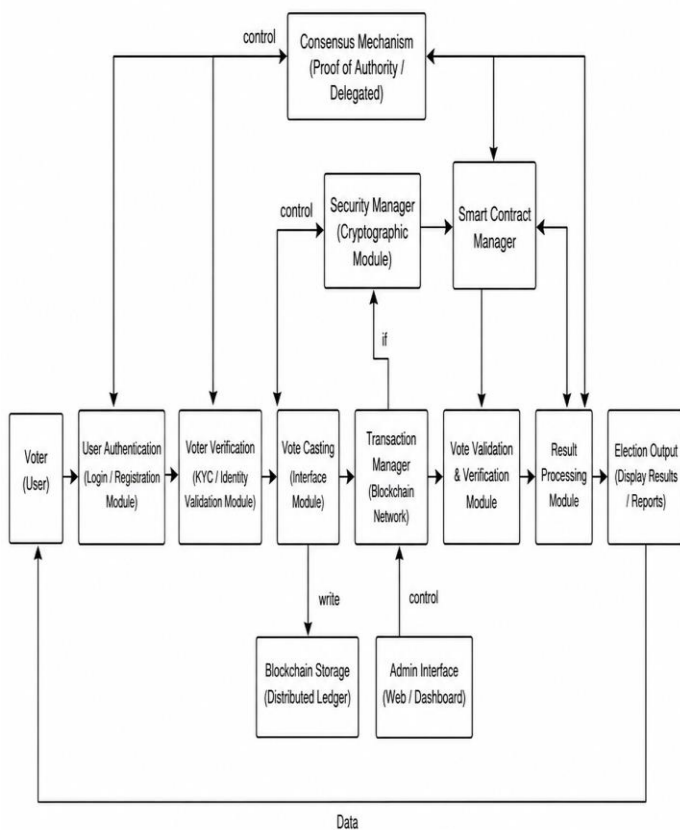 control
Consensus Mechanism
(Proof of Authority /
Delegated)
control
Security Manager
(Cryptographic
Module)
Smart Contract
Manager
if
Voter
(User)
User Authentication
(Login / Registration
Module)
Voter Verification
(KYC / Identity
Validation Module)
Vote Casting
(Interface
Module)
Transaction
Manager
(Blockchain
Network)
Vote Validation
& Verification
Module
Result
Processing
Module
Election Output
(Display Results
/ Reports)
write
control
Blockchain Storage
(Distributed Ledger)
Admin Interface
(Web / Dashboard)
Data